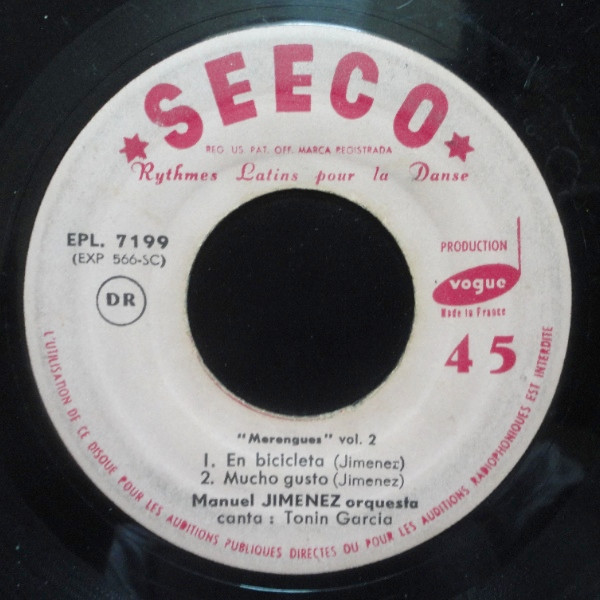 SEECO
REG. US. PAT. OFF. MARCA REGISTRADA
Rythmes Latins pour la Danse
EPL. 7199
(EXP 566-SC)
DR
PRODUCTION
vogue
Made in France
45
"Merengues" vol. 2
1. En bicicleta (Jimenez)
2. Mucho gusto (Jimenez)
Manuel JIMENEZ orquesta
canta : Tonin Garcia
L'UTILISATION DE CE DISQUE POUR LES AUDITIONS PUBLIQUES DIRECTES OU POUR LES AUDITIONS RADIOPHONIQUES EST INTERDITE